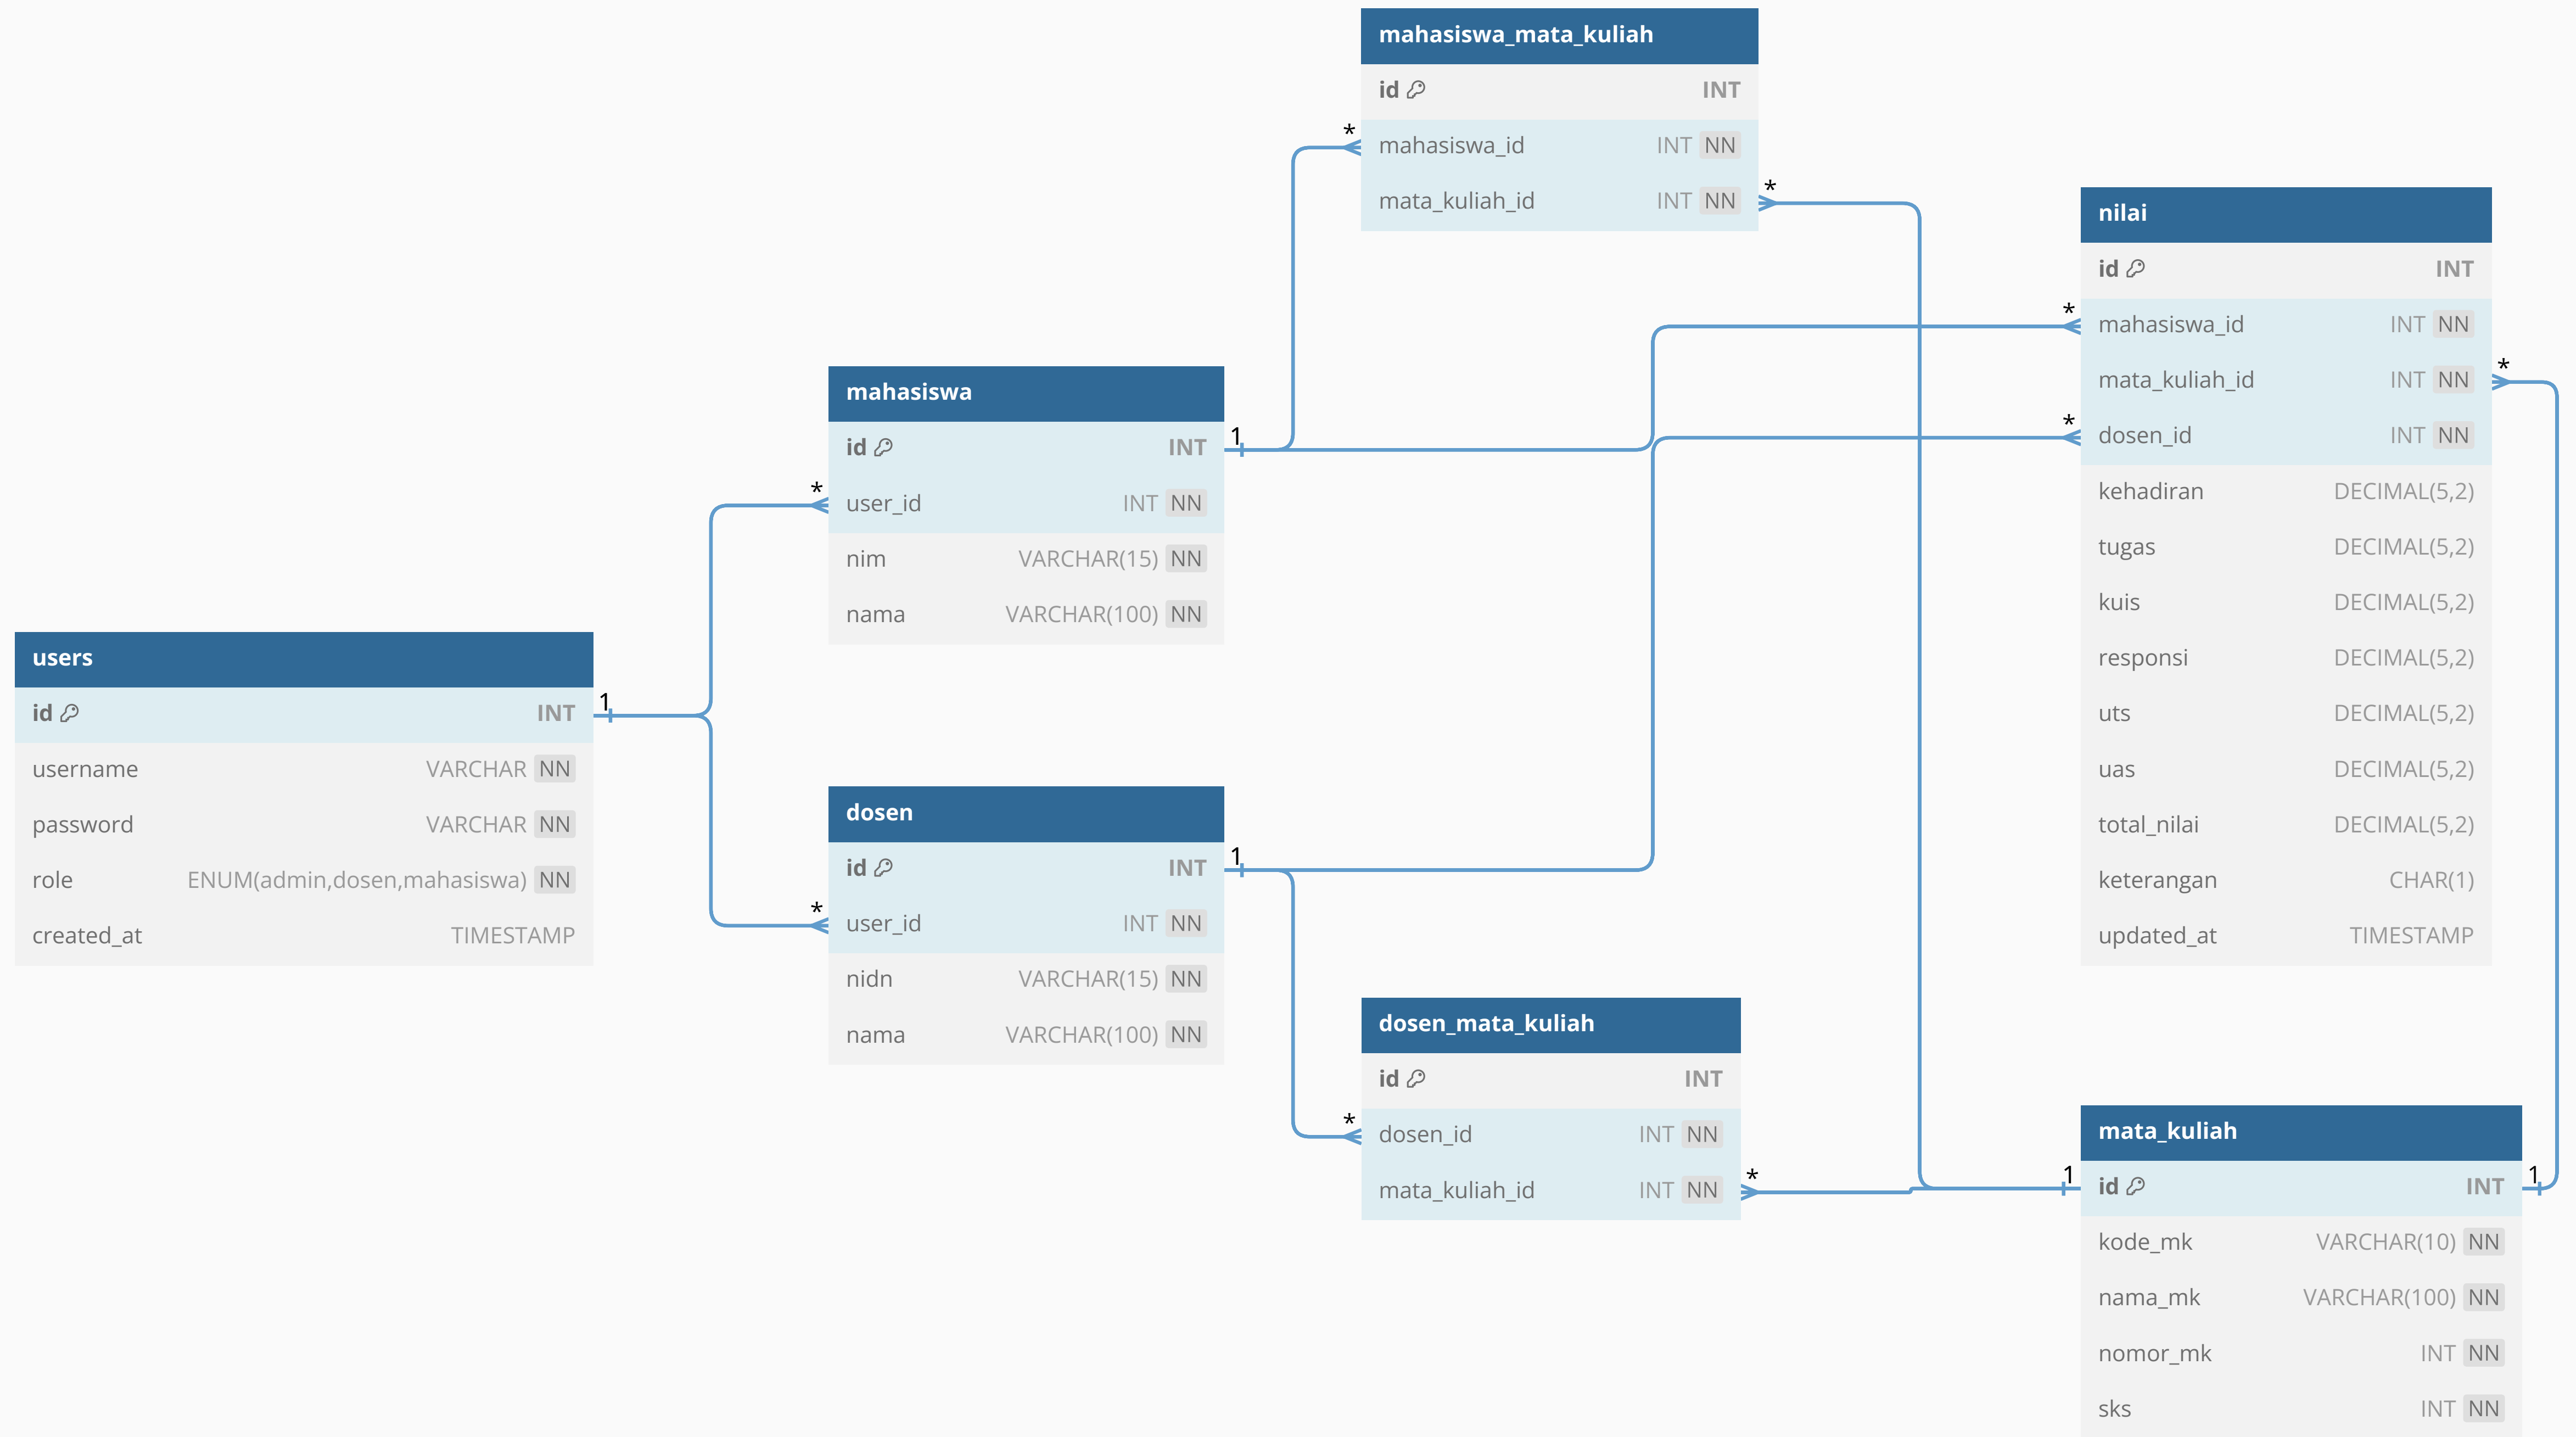 mahasiswa_mata_kuliah
id INT
* mahasiswa_id INT NN
mata_kuliah_id INT NN *
nilai
id INT
* mahasiswa_id INT NN
mata_kuliah_id INT NN *
* dosen_id INT NN
kehadiran DECIMAL(5,2)
tugas DECIMAL(5,2)
kuis DECIMAL(5,2)
responsi DECIMAL(5,2)
uts DECIMAL(5,2)
uas DECIMAL(5,2)
total_nilai DECIMAL(5,2)
keterangan CHAR(1)
updated_at TIMESTAMP
mahasiswa
id INT 1
* user_id INT NN
nim VARCHAR(15) NN
nama VARCHAR(100) NN
users
id INT 1
username VARCHAR NN
password VARCHAR NN
role ENUM(admin,dosen,mahasiswa) NN
created_at TIMESTAMP
dosen
id INT 1
* user_id INT NN
nidn VARCHAR(15) NN
nama VARCHAR(100) NN
dosen_mata_kuliah
id INT
* dosen_id INT NN
mata_kuliah_id INT NN *
mata_kuliah
1 id INT 1
kode_mk VARCHAR(10) NN
nama_mk VARCHAR(100) NN
nomor_mk INT NN
sks INT NN